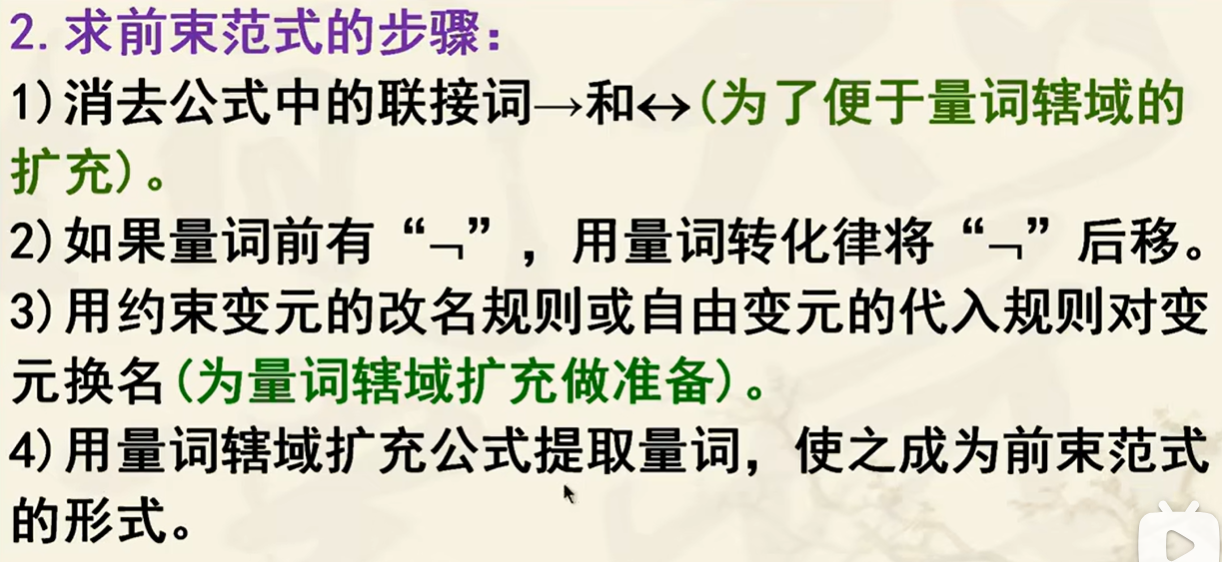 2. 求前束范式的步骤：
1)消去公式中的联接词→和↔(为了便于量词辖域的
扩充)。
2)如果量词前有“¬”，用量词转化律将“¬”后移。
3)用约束变元的改名规则或自由变元的代入规则对变
元换名(为量词辖域扩充做准备)。
4)用量词辖域扩充公式提取量词，使之成为前束范式
的形式。